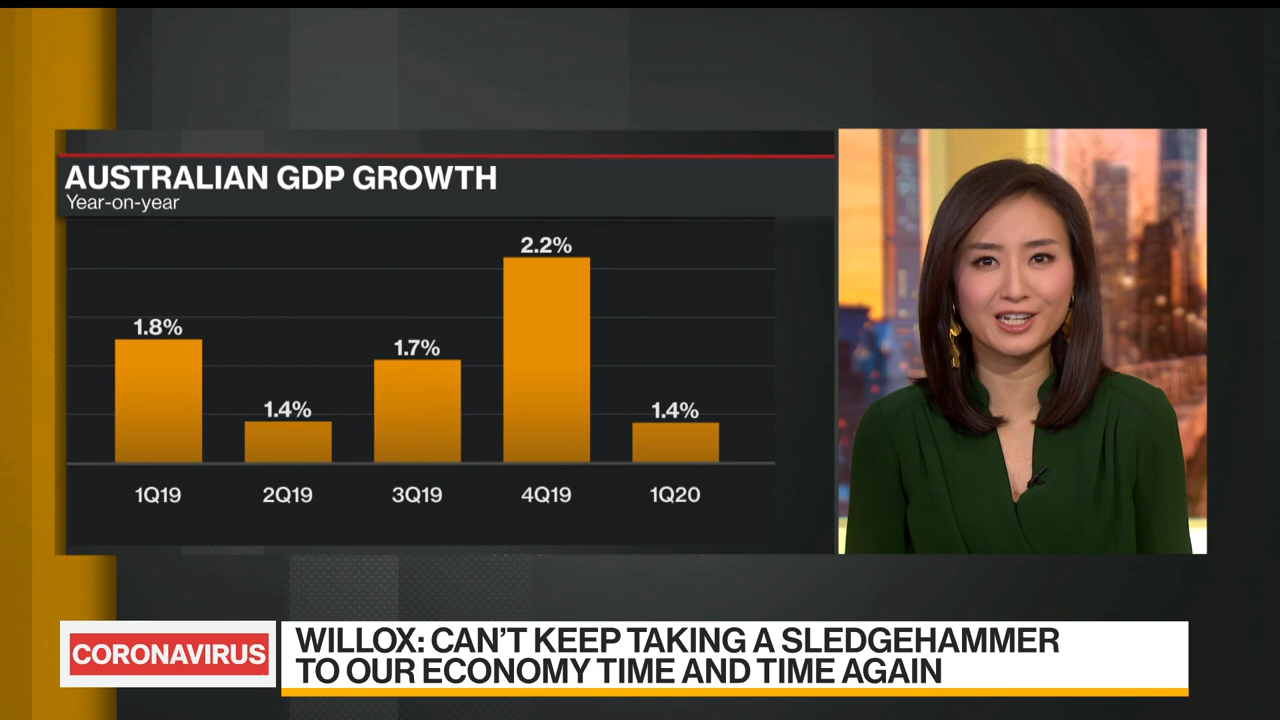 AUSTRALIAN GDP GROWTH
Year-on-year
1.8%
1.4%
1.7%
2.2%
1.4%
1Q19
2Q19
3Q19
4Q19
1Q20
CORONAVIRUS
WILLOX: CAN'T KEEP TAKING A SLEDGEHAMMER
TO OUR ECONOMY TIME AND TIME AGAIN